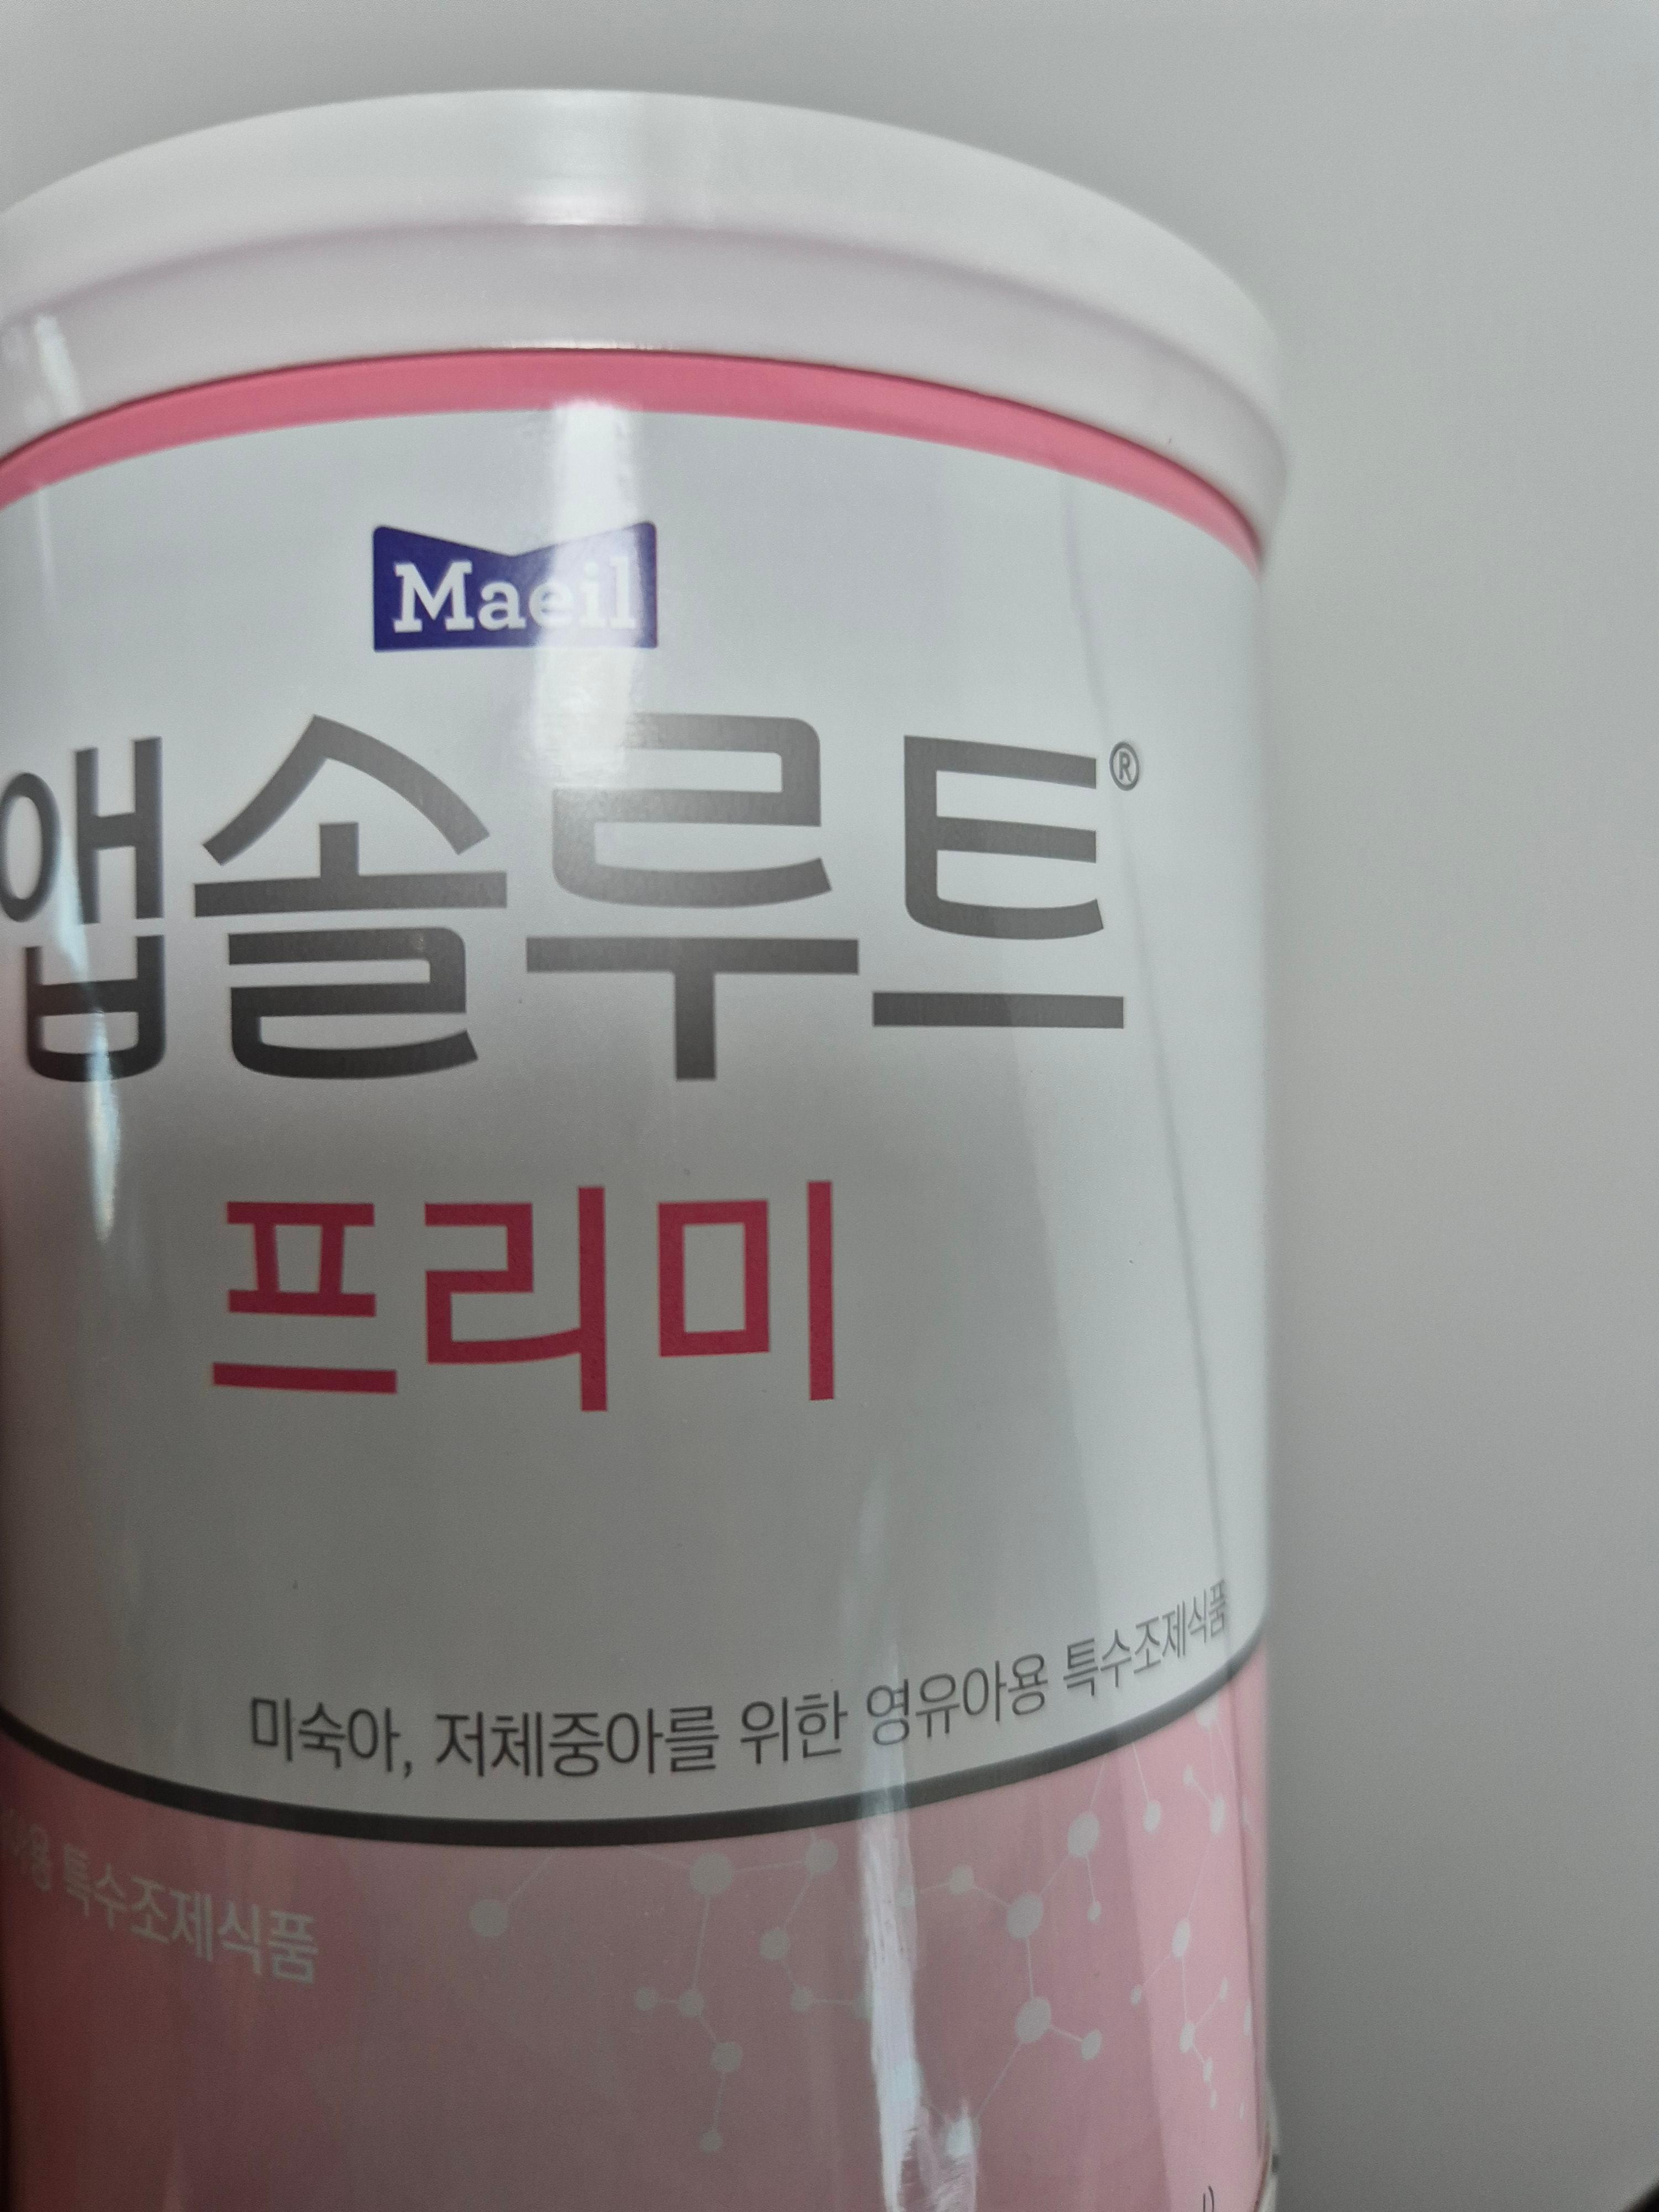 Maeil
앱솔루트®
프리미
미숙아, 저체중아를 위한 영유아용 특수조제식품
용 특수조제식품